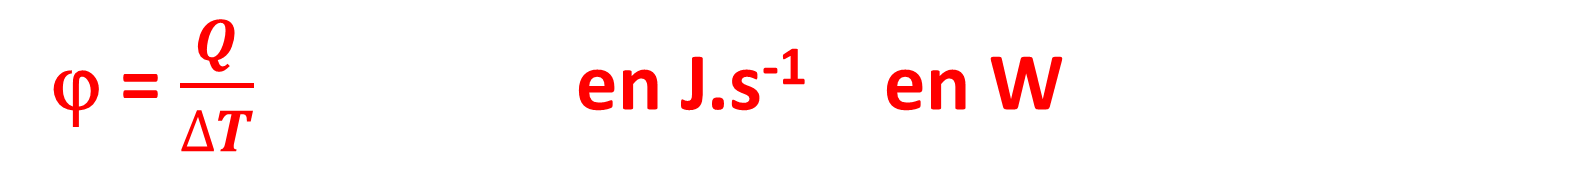 φ = Q/ΔT en J.s⁻¹ en W